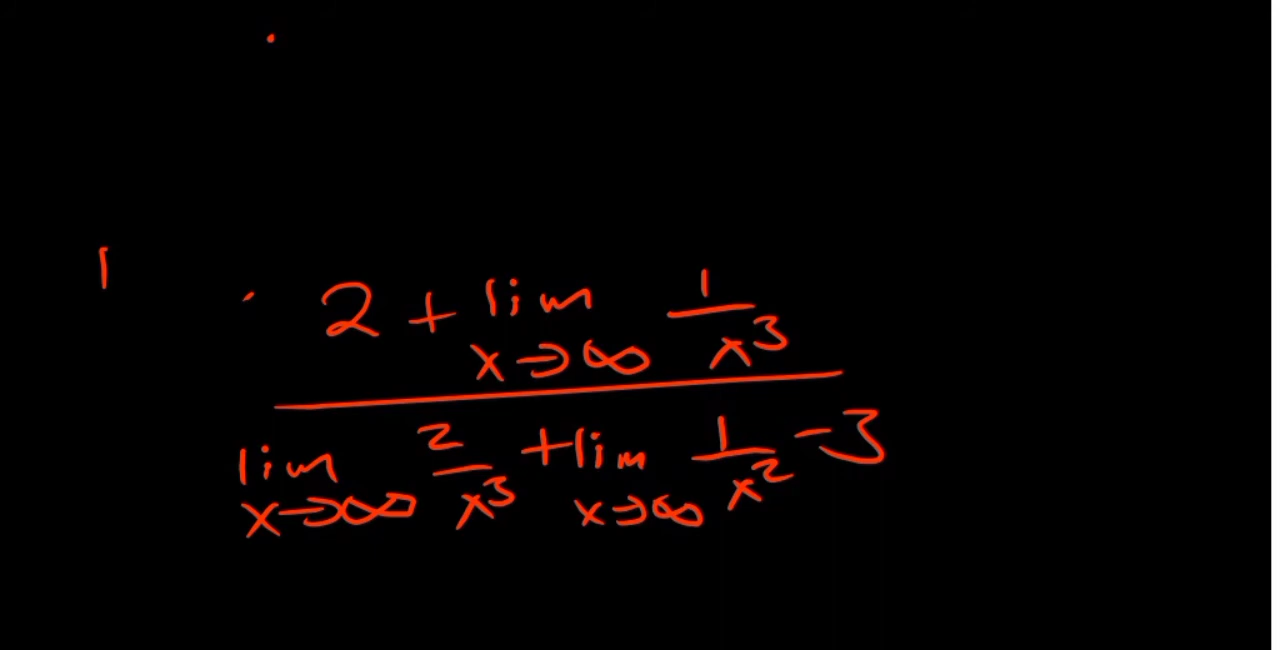 2 + lim x→∞ 1/x³
lim x→∞ 2/x³ + lim x→∞ 1/x² - 3